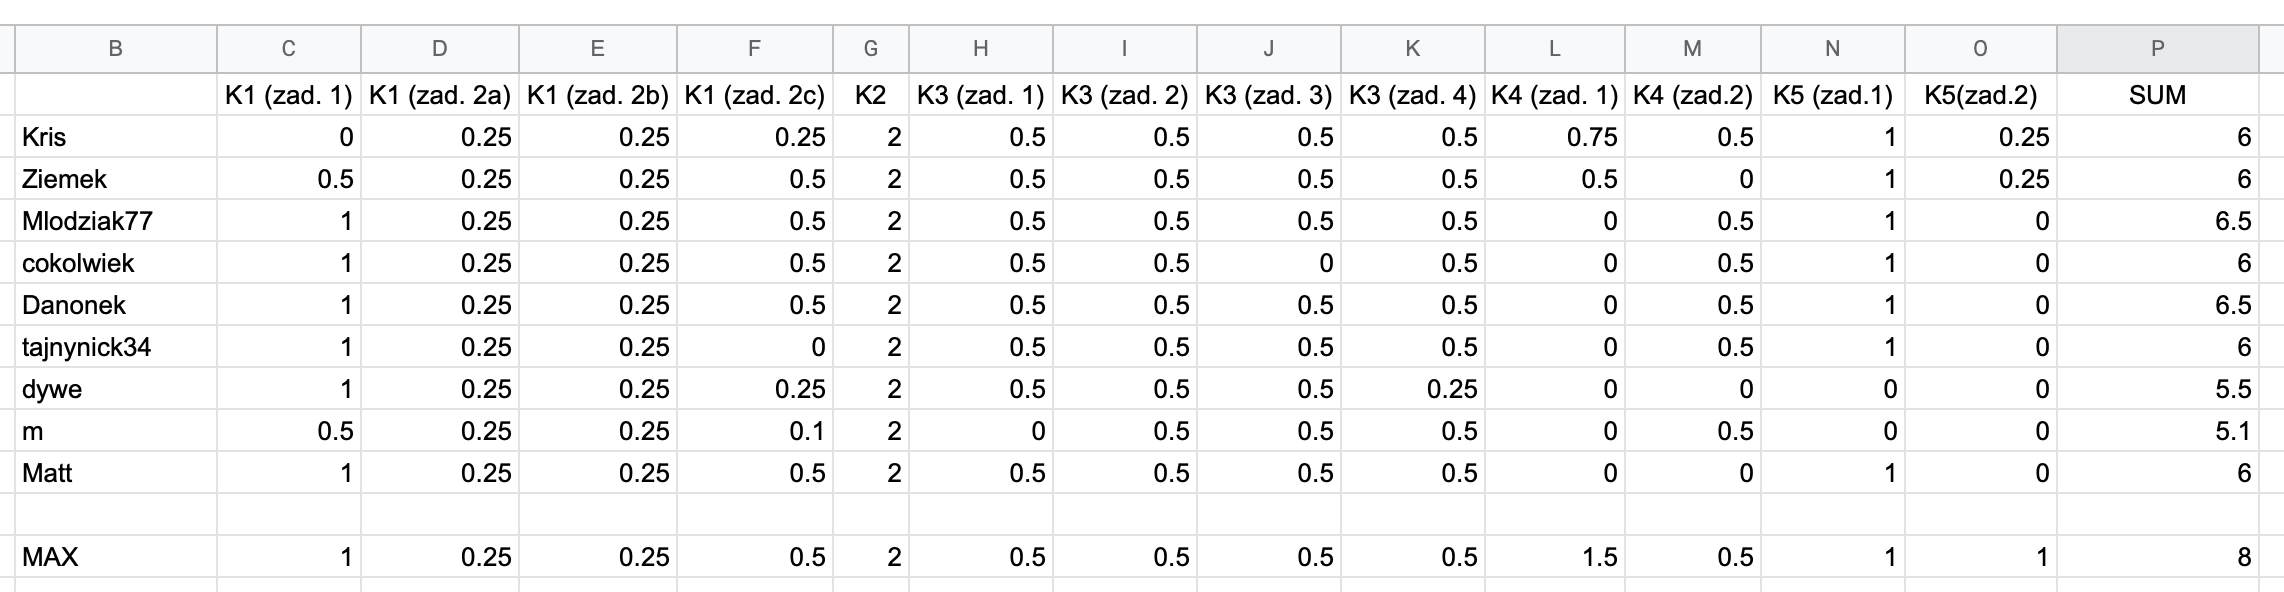 B C D E F G H I J K L M N O P
K1 (zad. 1) K1 (zad. 2a) K1 (zad. 2b) K1 (zad. 2c) K2 K3 (zad. 1) K3 (zad. 2) K3 (zad. 3) K3 (zad. 4) K4 (zad. 1) K4 (zad.2) K5 (zad.1) K5(zad.2) SUM
Kris 0 0.25 0.25 0.25 2 0.5 0.5 0.5 0.5 0.75 0.5 1 0.25 6
Ziemek 0.5 0.25 0.25 0.5 2 0.5 0.5 0.5 0.5 0.5 0 1 0.25 6
Mlodziak77 1 0.25 0.25 0.5 2 0.5 0.5 0.5 0.5 0 0.5 1 0 6.5
cokolwiek 1 0.25 0.25 0.5 2 0.5 0.5 0 0.5 0 0.5 1 0 6
Danonek 1 0.25 0.25 0.5 2 0.5 0.5 0.5 0.5 0 0.5 1 0 6.5
tajnynick34 1 0.25 0.25 0 2 0.5 0.5 0.5 0.5 0 0.5 1 0 6
dywe 1 0.25 0.25 0.25 2 0.5 0.5 0.5 0.25 0 0 0 0 5.5
m 0.5 0.25 0.25 0.1 2 0 0.5 0.5 0.5 0 0.5 0 0 5.1
Matt 1 0.25 0.25 0.5 2 0.5 0.5 0.5 0.5 0 0 1 0 6
MAX 1 0.25 0.25 0.5 2 0.5 0.5 0.5 0.5 1.5 0.5 1 1 8